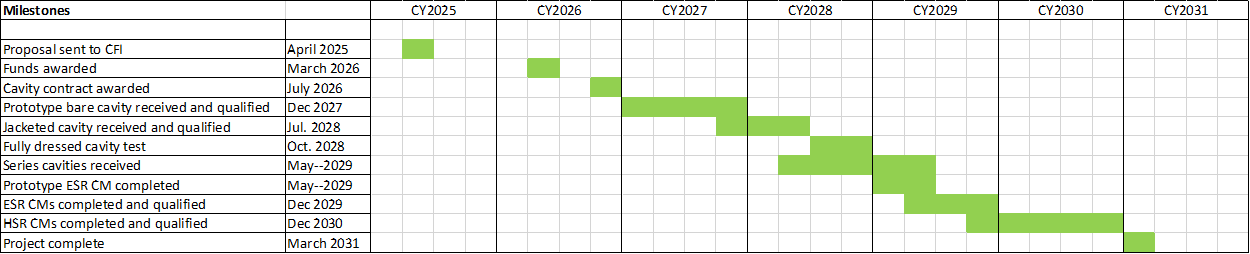 Milestones CY2025 CY2026 CY2027 CY2028 CY2029 CY2030 CY2031
Proposal sent to CFI April 2025
Funds awarded March 2026
Cavity contract awarded July 2026
Prototype bare cavity received and qualified Dec 2027
Jacketed cavity received and qualified Jul. 2028
Fully dressed cavity test Oct. 2028
Series cavities received May--2029
Prototype ESR CM completed May--2029
ESR CMs completed and qualified Dec 2029
HSR CMs completed and qualified Dec 2030
Project complete March 2031